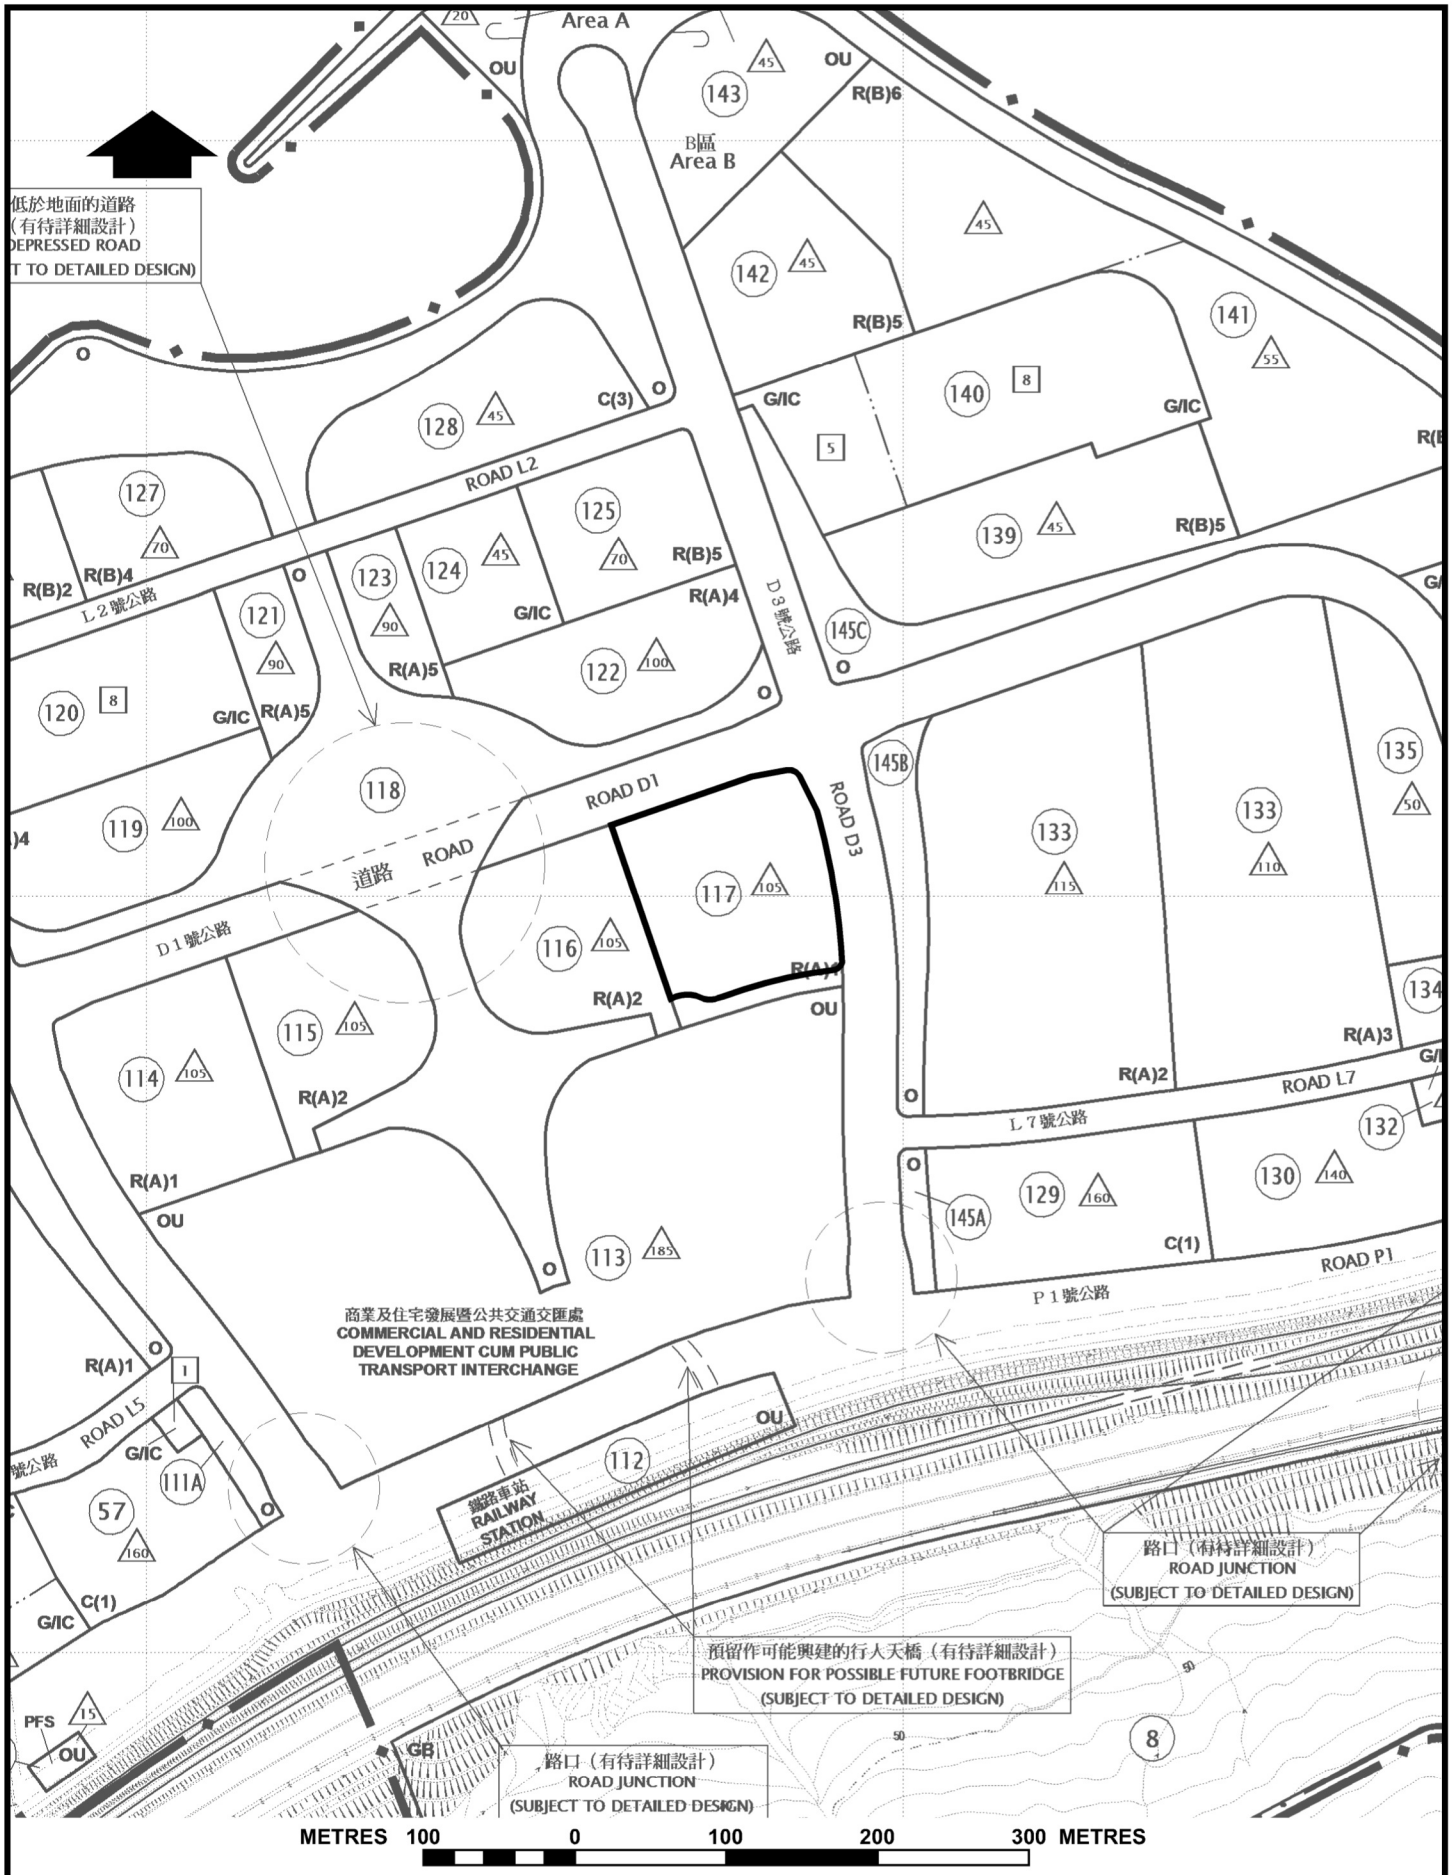 20
Area A
OU
143
45
OU
R(B)6
B區
Area B
低於地面的道路
(有待詳細設計)
DEPRESSED ROAD
T TO DETAILED DESIGN)
45
142
45
R(B)5
141
55
O
140
8
G/IC
G/IC
5
O
C(3)
128
45
ROAD L2
127
70
R(B)2
R(B)4
L2號公路
125
70
R(B)5
139
45
R(B)5
123
90
124
45
G/IC
R(A)4
D3號公路
O
121
90
R(A)5
122
100
145C
O
120
8
G/IC
R(A)5
O
119
100
)4
118
ROAD D1
145B
ROAD D3
135
50
133
115
133
110
道路
ROAD
117
105
D1號公路
116
105
R(A)1
R(A)2
OU
134
115
105
114
105
R(A)2
R(A)3
R(A)2
ROAD L7
O
L7號公路
132
R(A)1
OU
O
145A
129
160
130
140
C(1)
113
185
O
ROAD P1
P1號公路
商業及住宅發展暨公共交通交匯處
COMMERCIAL AND RESIDENTIAL
DEVELOPMENT CUM PUBLIC
TRANSPORT INTERCHANGE
O
R(A)1
1
ROAD L5
號公路
G/IC
111A
57
160
O
OU
112
鐵路車站
RAILWAY
STATION
路口(有待詳細設計)
ROAD JUNCTION
(SUBJECT TO DETAILED DESIGN)
C(1)
G/IC
預留作可能興建的行人天橋(有待詳細設計)
PROVISION FOR POSSIBLE FUTURE FOOTBRIDGE
(SUBJECT TO DETAILED DESIGN)
50
PFS
15
OU
GB
50
8
路口(有待詳細設計)
ROAD JUNCTION
(SUBJECT TO DETAILED DESIGN)
METRES 100 0 100 200 300 METRES